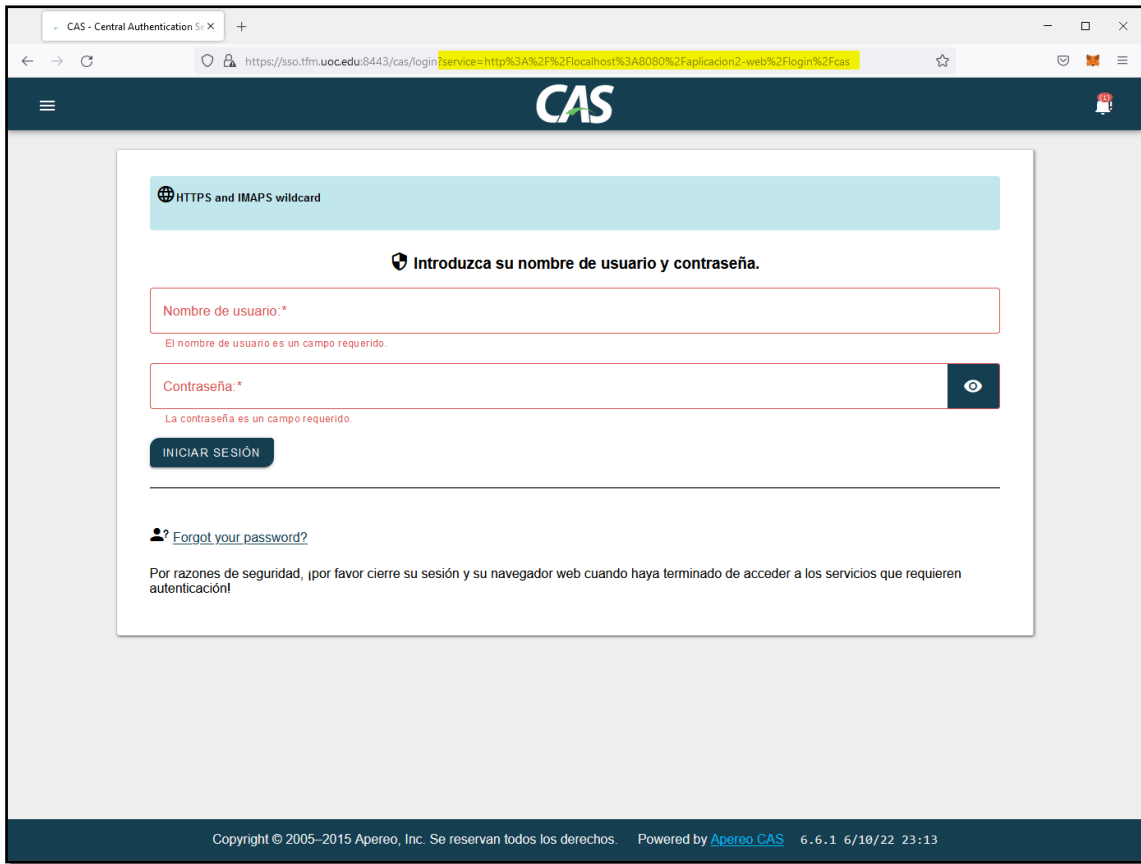 CAS - Central Authentication Se
https://sso.tfm.uoc.edu:8443/cas/login?service=http%3A%2F%2Flocalhost%3A8080%2Faplicacion2-web%2Flogin%2Fcas
CAS
HTTPS and IMAPS wildcard
Introduzca su nombre de usuario y contraseña.
Nombre de usuario:*
El nombre de usuario es un campo requerido.
Contraseña:*
La contraseña es un campo requerido.
INICIAR SESIÓN
Forgot your password?
Por razones de seguridad, ¡por favor cierre su sesión y su navegador web cuando haya terminado de acceder a los servicios que requieren
autenticación!
Copyright © 2005–2015 Apereo, Inc. Se reservan todos los derechos. Powered by Apereo CAS 6.6.1 6/10/22 23:13